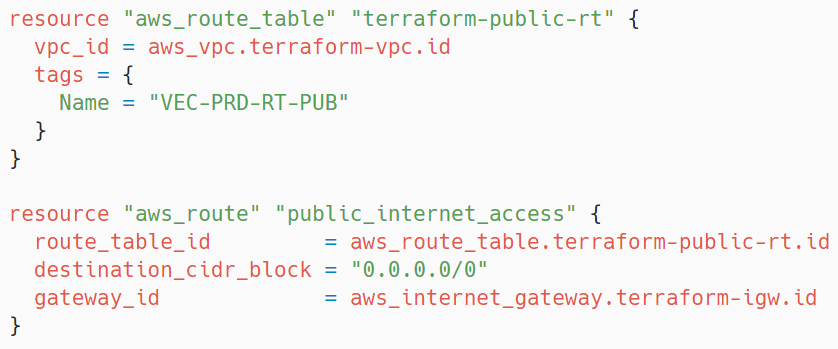 resource "aws_route_table" "terraform-public-rt" {
  vpc_id = aws_vpc.terraform-vpc.id
  tags = {
    Name = "VEC-PRD-RT-PUB"
  }
}

resource "aws_route" "public_internet_access" {
  route_table_id         = aws_route_table.terraform-public-rt.id
  destination_cidr_block = "0.0.0.0/0"
  gateway_id             = aws_internet_gateway.terraform-igw.id
}